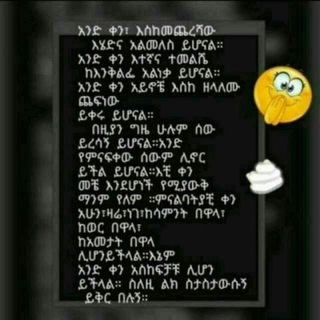 አንድ ቀን፣ እስከመጨረሻው
እሄድና አልመለስ ይሆናል።
አንድ ቀን እተኛና ተመልሼ
ከእንቅልፌ አልነቃ ይሆናል።
አንድ ቀን አይኖቼ እስከ ዘላለሙ
ጨፍነው
ይቀሩ ይሆናል።
በዚያን ግዜ ሁሉም ሰው
ይረሳኝ ይሆናል።አንድ
የምናፍቀው ሰውም ሊኖር
ይችል ይሆናል።እቺ ቀን
መቼ እንደሆነች የሚያውቅ
ማንም የለም ።ምናልባትያቺ ቀን
አሁን፣ዛሬ፣ነገ፣ከሳምንት በዋላ፣
ከወር በዋላ፣
ከአመታት በዋላ
ሊሆንይችላል።እኔም
አንድ ቀን አስከፍቻቹ ሊሆን
ይችላል። ስለዚ ልክ ስታስታውሱኝ
ይቅር በሉኝ።